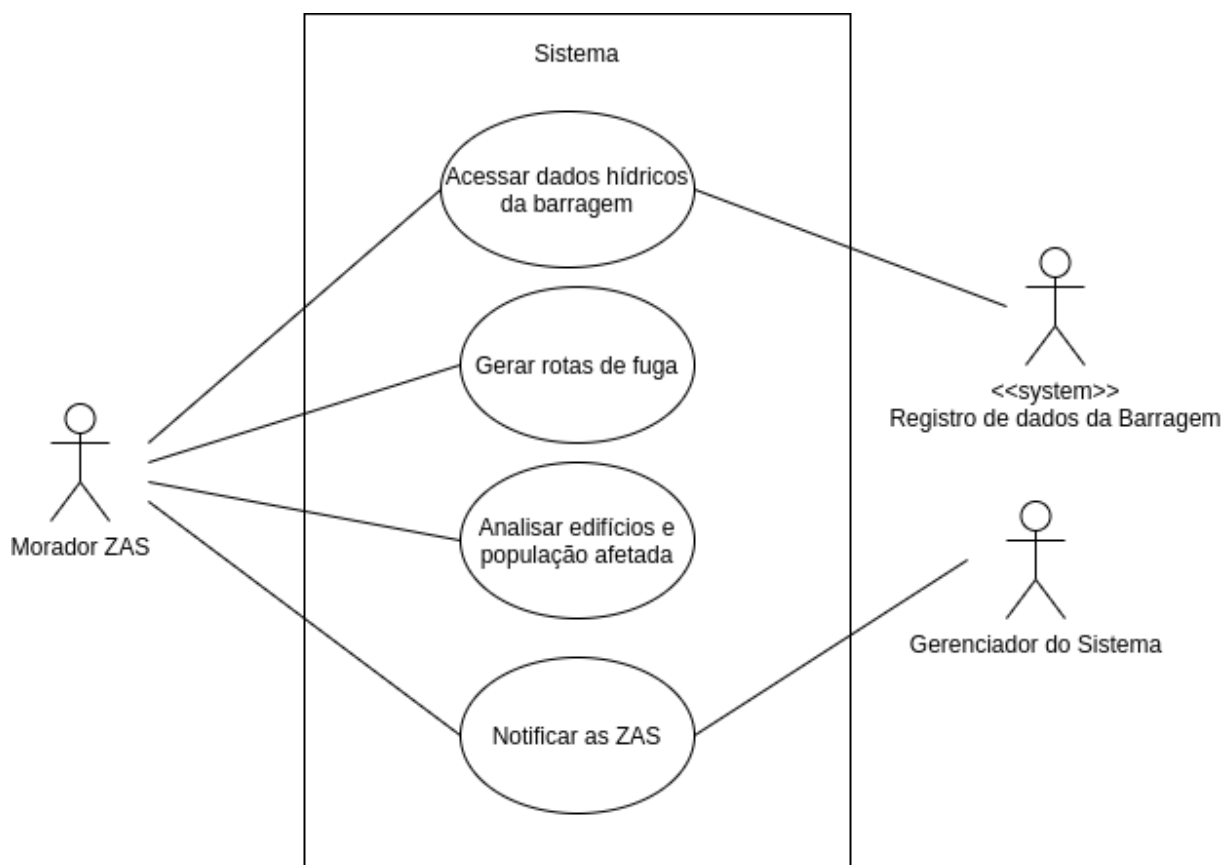 Sistema
Acessar dados hídricos
da barragem
Gerar rotas de fuga
<<system>>
Registro de dados da Barragem
Analisar edifícios e
população afetada
Morador ZAS
Gerenciador do Sistema
Notificar as ZAS